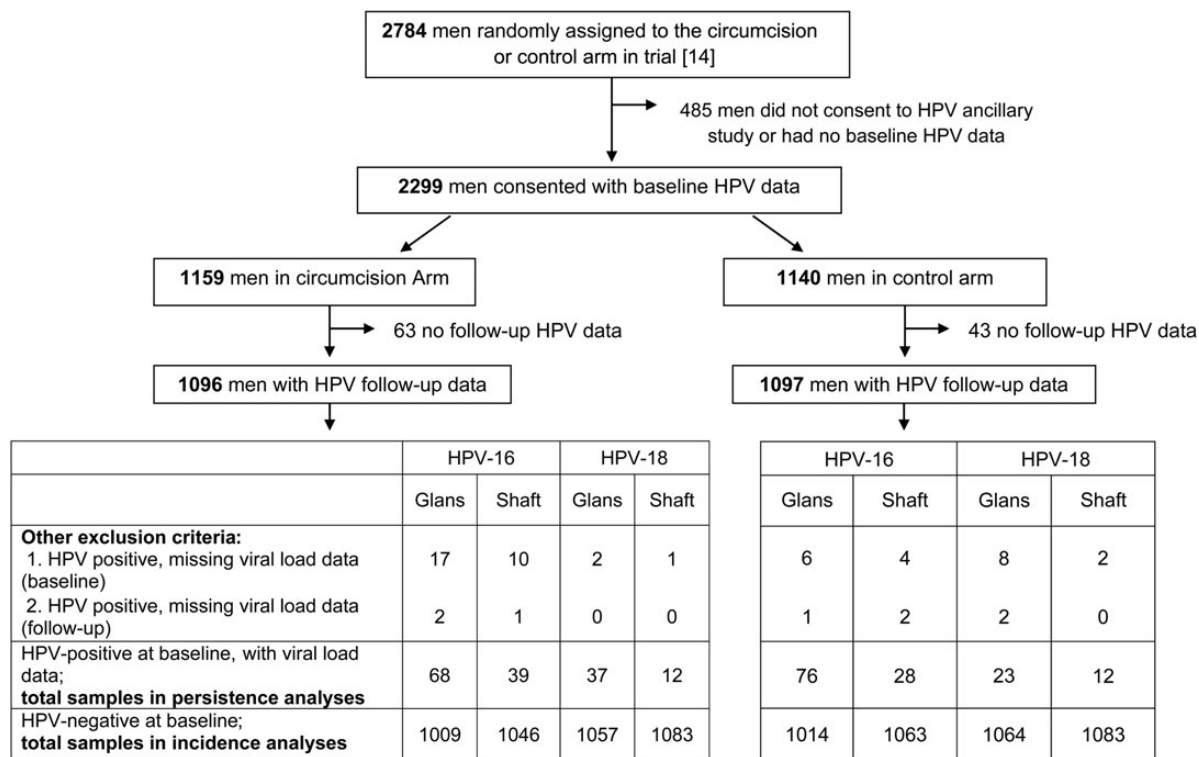 2784 men randomly assigned to the circumcision
or control arm in trial [14]
485 men did not consent to HPV ancillary
study or had no baseline HPV data
2299 men consented with baseline HPV data
1159 men in circumcision Arm
1140 men in control arm
63 no follow-up HPV data
43 no follow-up HPV data
1096 men with HPV follow-up data
1097 men with HPV follow-up data
HPV-16 HPV-18
Glans Shaft Glans Shaft
Other exclusion criteria:
1. HPV positive, missing viral load data
(baseline)
17 10 2 1
2. HPV positive, missing viral load data
(follow-up)
2 1 0 0
HPV-positive at baseline, with viral load
data;
total samples in persistence analyses
68 39 37 12
HPV-negative at baseline;
total samples in incidence analyses
1009 1046 1057 1083
HPV-16 HPV-18
Glans Shaft Glans Shaft
6 4 8 2
1 2 2 0
76 28 23 12
1014 1063 1064 1083